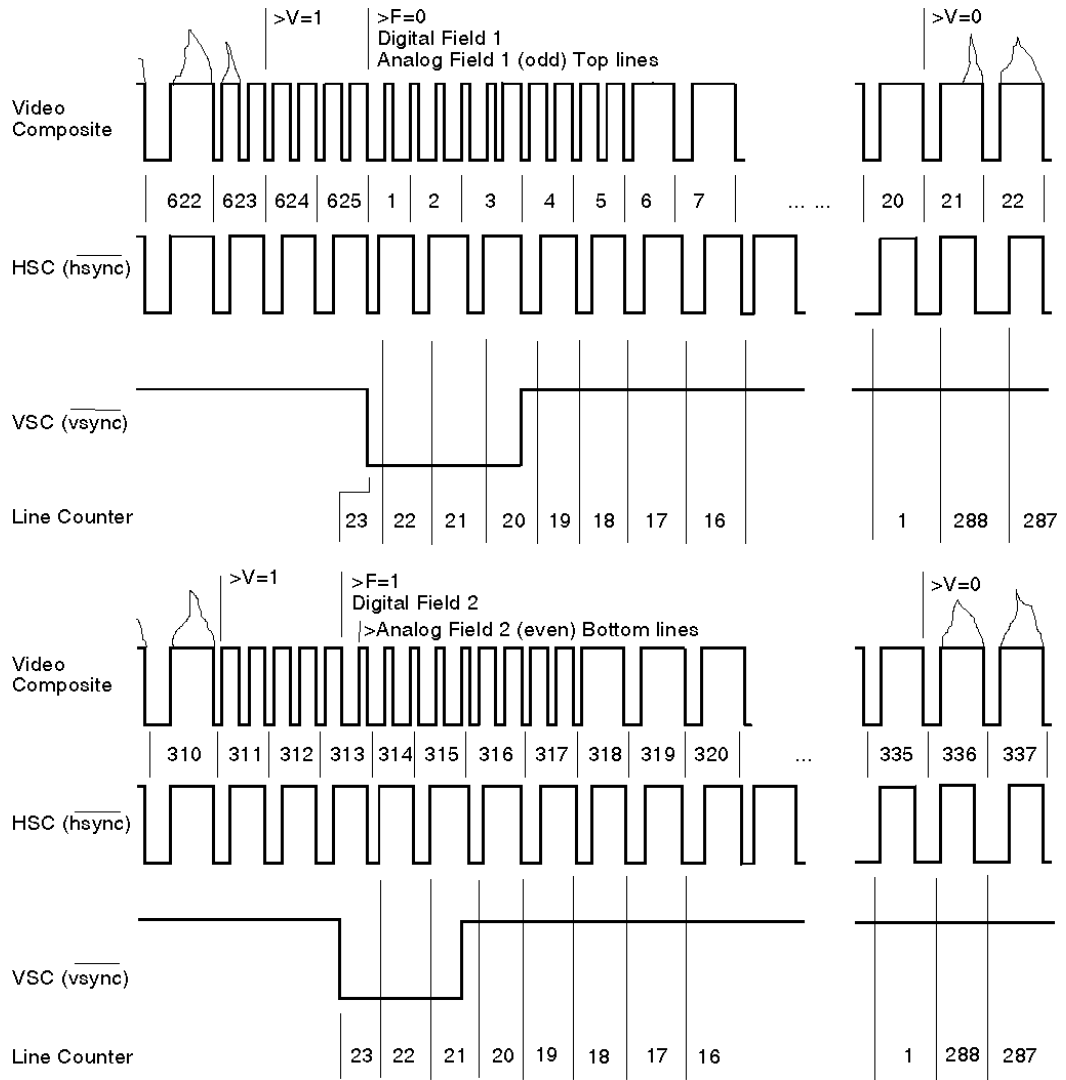 >V=1
>F=0
Digital Field 1
Analog Field 1 (odd) Top lines
>V=0
Video
Composite
622 623 624 625 1 2 3 4 5 6 7 ... ... 20 21 22
HSC (hsync)
VSC (vsync)
Line Counter 23 22 21 20 19 18 17 16 1 288 287
>V=1
>F=1
Digital Field 2
>Analog Field 2 (even) Bottom lines
>V=0
Video
Composite
310 311 312 313 314 315 316 317 318 319 320 ... 335 336 337
HSC (hsync)
VSC (vsync)
Line Counter 23 22 21 20 19 18 17 16 1 288 287